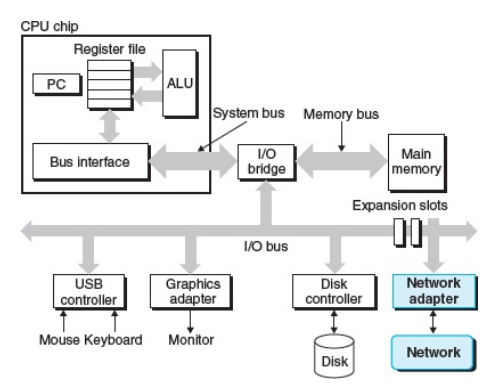 CPU chip
Register file
PC
ALU
System bus
Memory bus
Bus interface
I/O
bridge
Main
memory
Expansion slots
I/O bus
USB
controller
Graphics
adapter
Disk
controller
Network
adapter
Mouse Keyboard
Monitor
Disk
Network